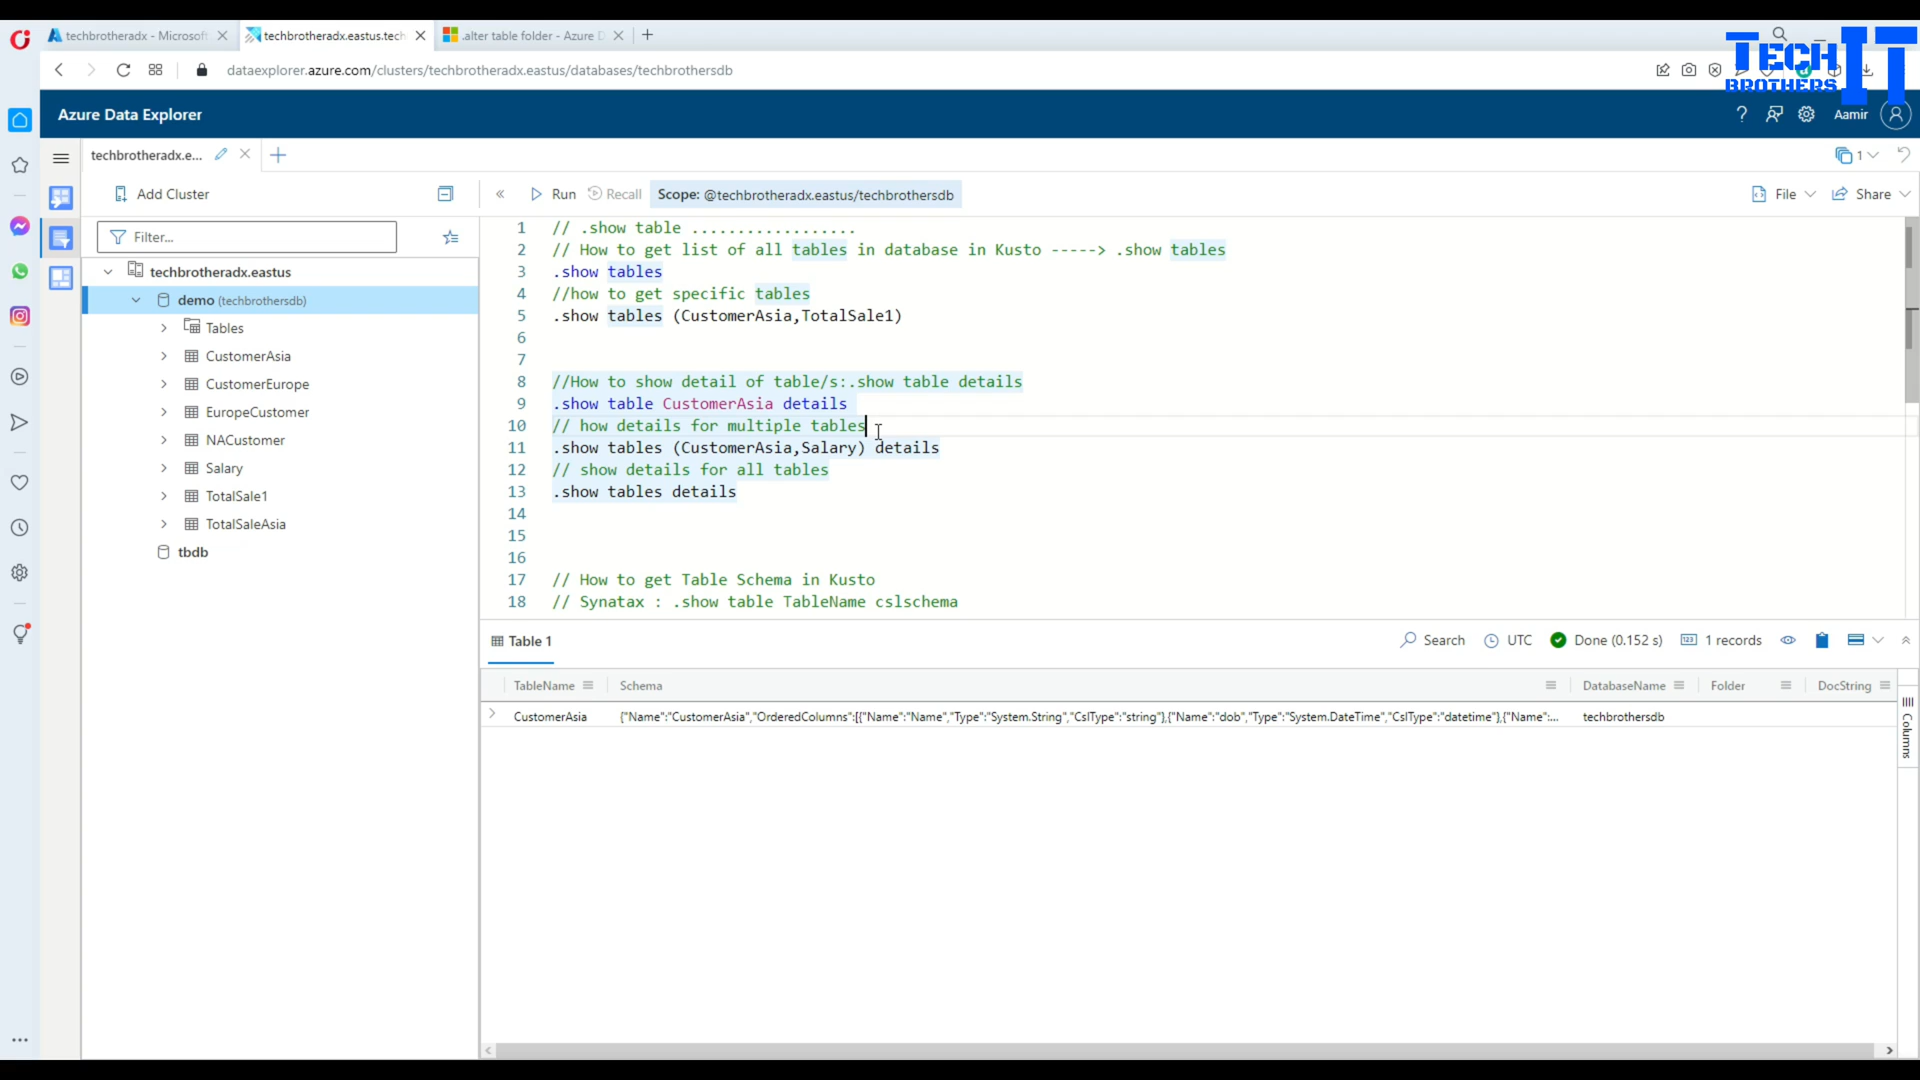 techbrotheradx - Microsoft
techbrotheradx.eastus.tech
.alter table folder - Azure D
dataexplorer.azure.com/clusters/techbrotheradx.eastus/databases/techbrothersdb
TECH
BROTHERS
IT
Azure Data Explorer
Aamir
techbrotheradx.e...
1
Add Cluster
Run
Recall
Scope: @techbrotheradx.eastus/techbrothersdb
File
Share
Filter...
techbrotheradx.eastus
demo (techbrothersdb)
Tables
CustomerAsia
CustomerEurope
EuropeCustomer
NACustomer
Salary
TotalSale1
TotalSaleAsia
tbdb
1 // .show table ..................
2 // How to get list of all tables in database in Kusto -----> .show tables
3 .show tables
4 //how to get specific tables
5 .show tables (CustomerAsia,TotalSale1)
6
7
8 //How to show detail of table/s:.show table details
9 .show table CustomerAsia details
10 // how details for multiple tables
11 .show tables (CustomerAsia,Salary) details
12 // show details for all tables
13 .show tables details
14
15
16
17 // How to get Table Schema in Kusto
18 // Synatax : .show table TableName cslschema
Table 1
Search
UTC
Done (0.152 s)
1 records
TableName Schema DatabaseName Folder DocString
CustomerAsia {"Name":"CustomerAsia","OrderedColumns":[{"Name":"Name","Type":"System.String","CslType":"string"},{"Name":"dob","Type":"System.DateTime","CslType":"datetime"},{"Name":... techbrothersdb
Columns